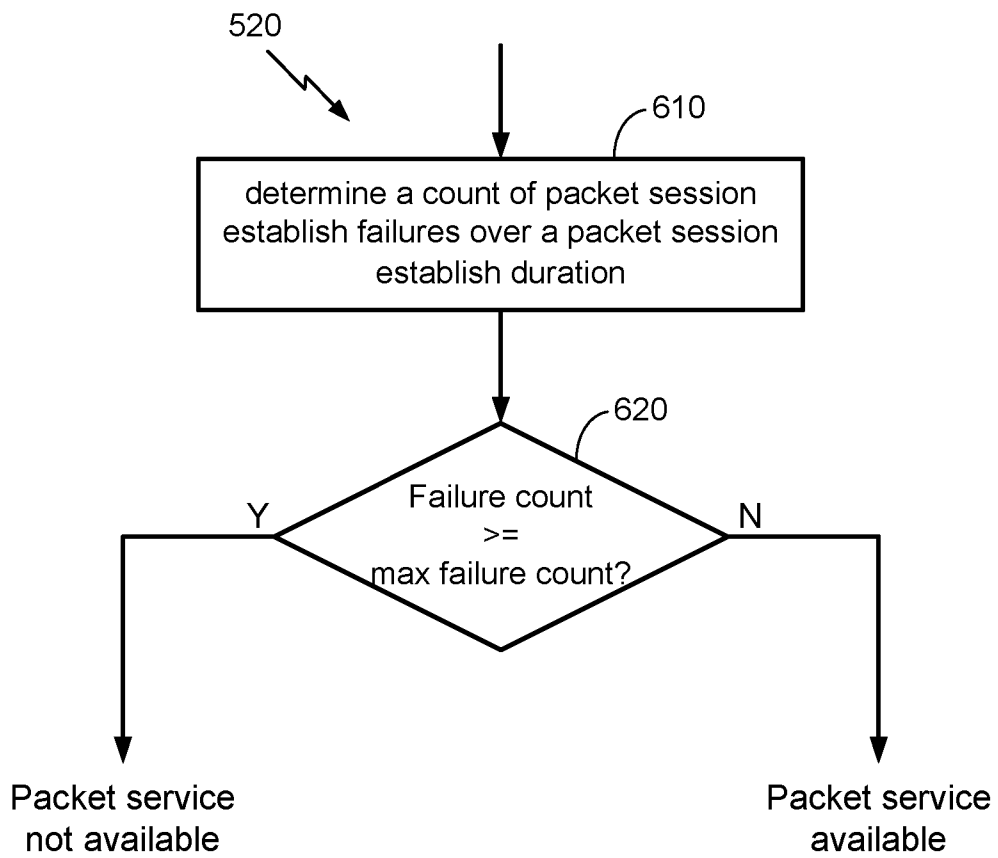 520
610
determine a count of packet session
establish failures over a packet session
establish duration
620
Failure count
>=
max failure count?
Y
N
Packet service
not available
Packet service
available